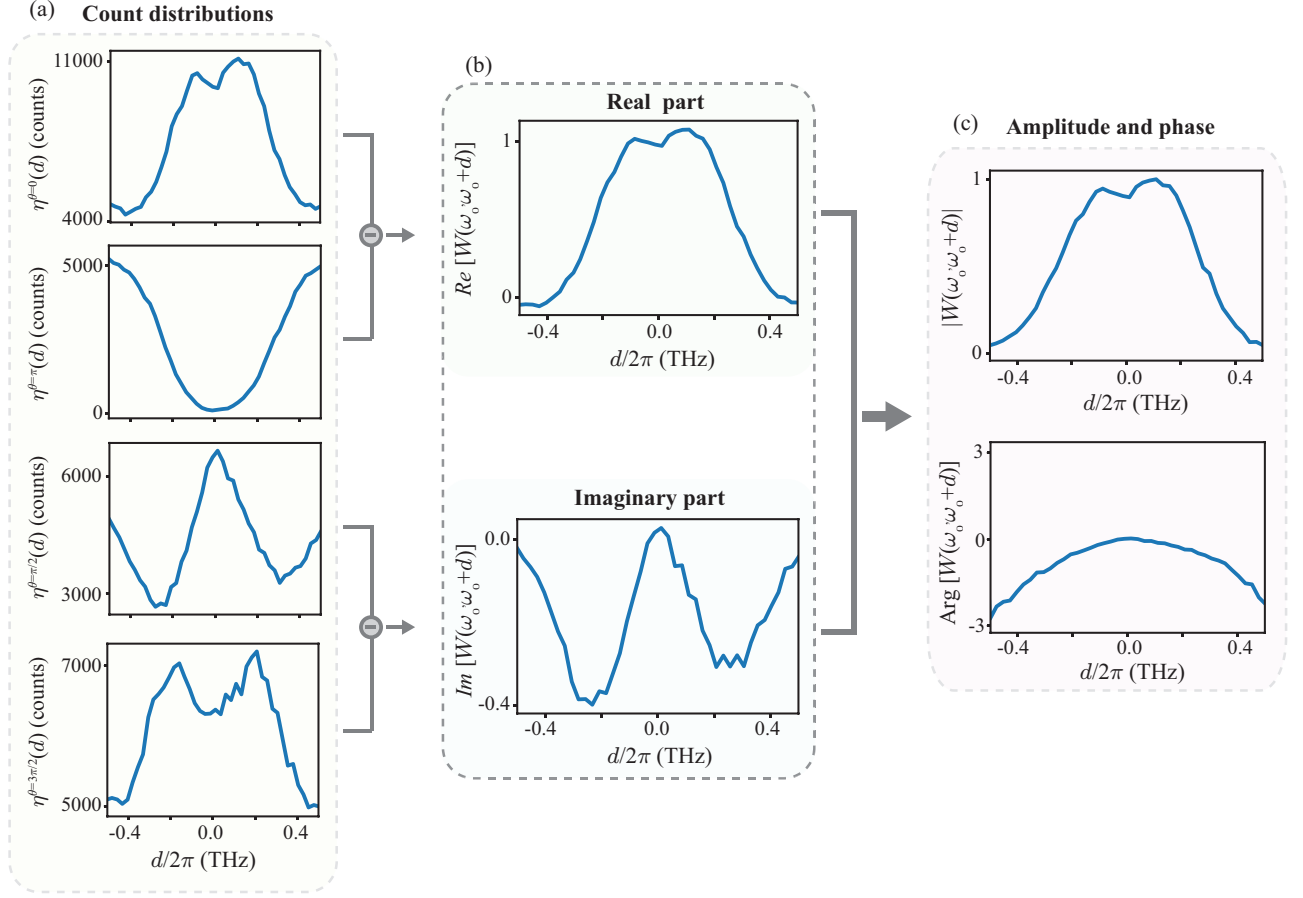 (a) Count distributions
11000
4000
η^{θ=0}(d) (counts)
5000
0
η^{θ=π}(d) (counts)
6000
3000
η^{θ=π/2}(d) (counts)
7000
5000
η^{θ=3π/2}(d) (counts)
-0.4 0.0 0.4
d/2π (THz)
(b)
Real part
1
0
Re [W(ω_o,ω_o+d)]
-0.4 0.0 0.4
d/2π (THz)
Imaginary part
0.0
-0.4
Im [W(ω_o,ω_o+d)]
-0.4 0.0 0.4
d/2π (THz)
(c) Amplitude and phase
1
0
|W(ω_o,ω_o+d)|
-0.4 0.0 0.4
d/2π (THz)
3
0
-3
Arg [W(ω_o,ω_o+d)]
-0.4 0.0 0.4
d/2π (THz)